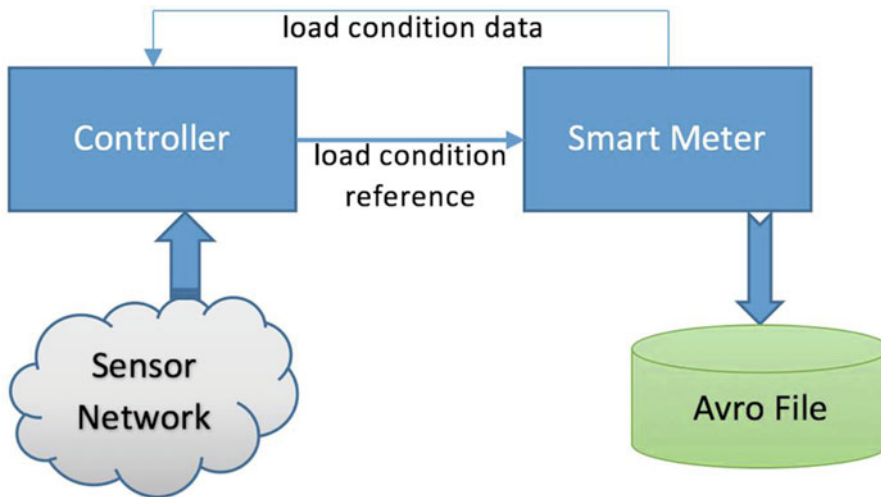 load condition data
Controller
Smart Meter
load condition
reference
Sensor
Network
Avro File